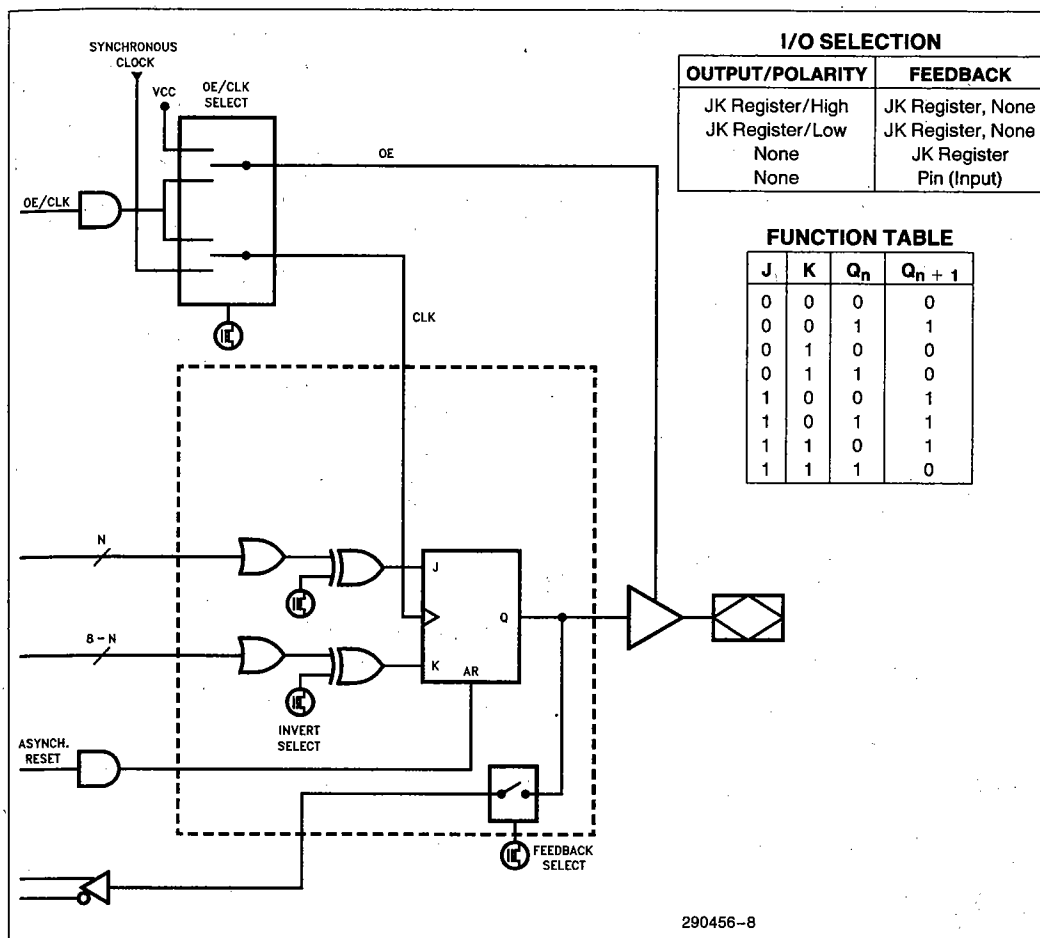 SYNCHRONOUS
CLOCK
VCC
OE/CLK
SELECT
OE
OE/CLK
CLK
N
8-N
J
Q
K
AR
INVERT
SELECT
ASYNCH.
RESET
FEEDBACK
SELECT
I/O SELECTION
OUTPUT/POLARITY FEEDBACK
JK Register/High JK Register, None
JK Register/Low JK Register, None
None JK Register
None Pin (Input)
FUNCTION TABLE
J K Qn Qn + 1
0 0 0 0
0 0 1 1
0 1 0 0
0 1 1 0
1 0 0 1
1 0 1 1
1 1 0 1
1 1 1 0
290456-8